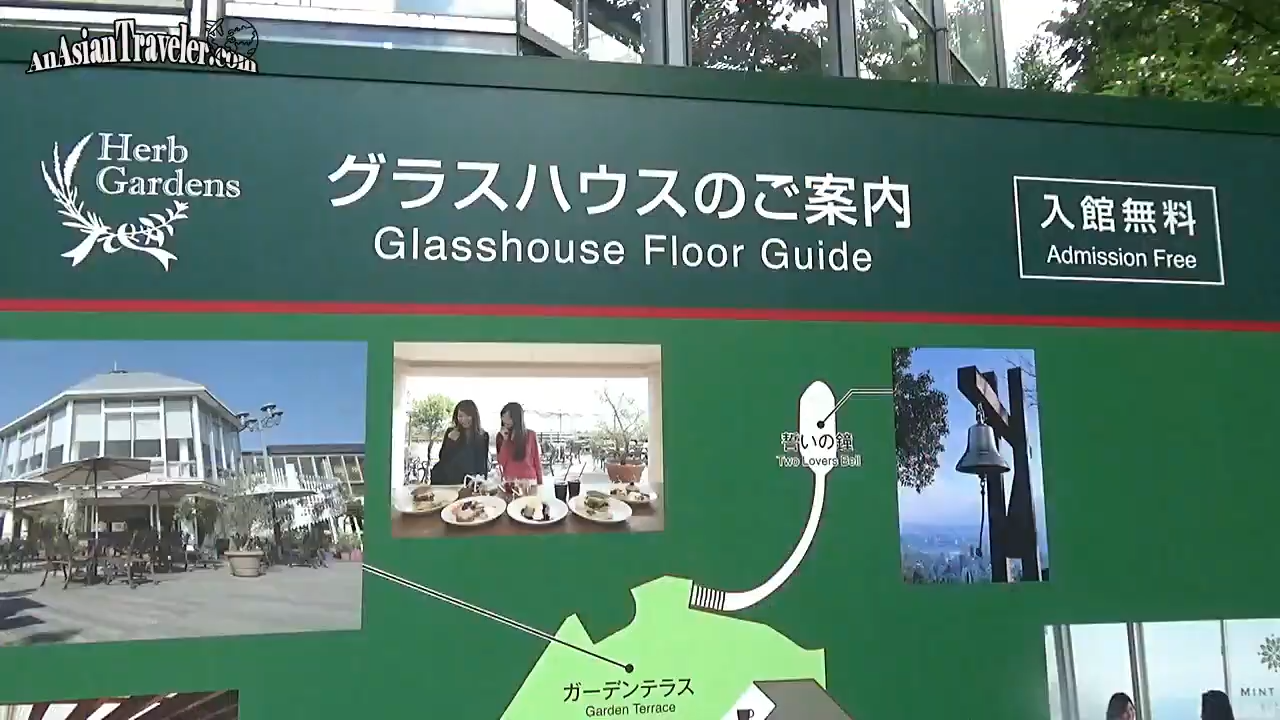 AnAsianTraveler.com
Herb
Gardens
グラスハウスのご案内
Glasshouse Floor Guide
入館無料
Admission Free
誓いの鐘
Two Lovers Bell
ガーデンテラス
Garden Terrace
MINT